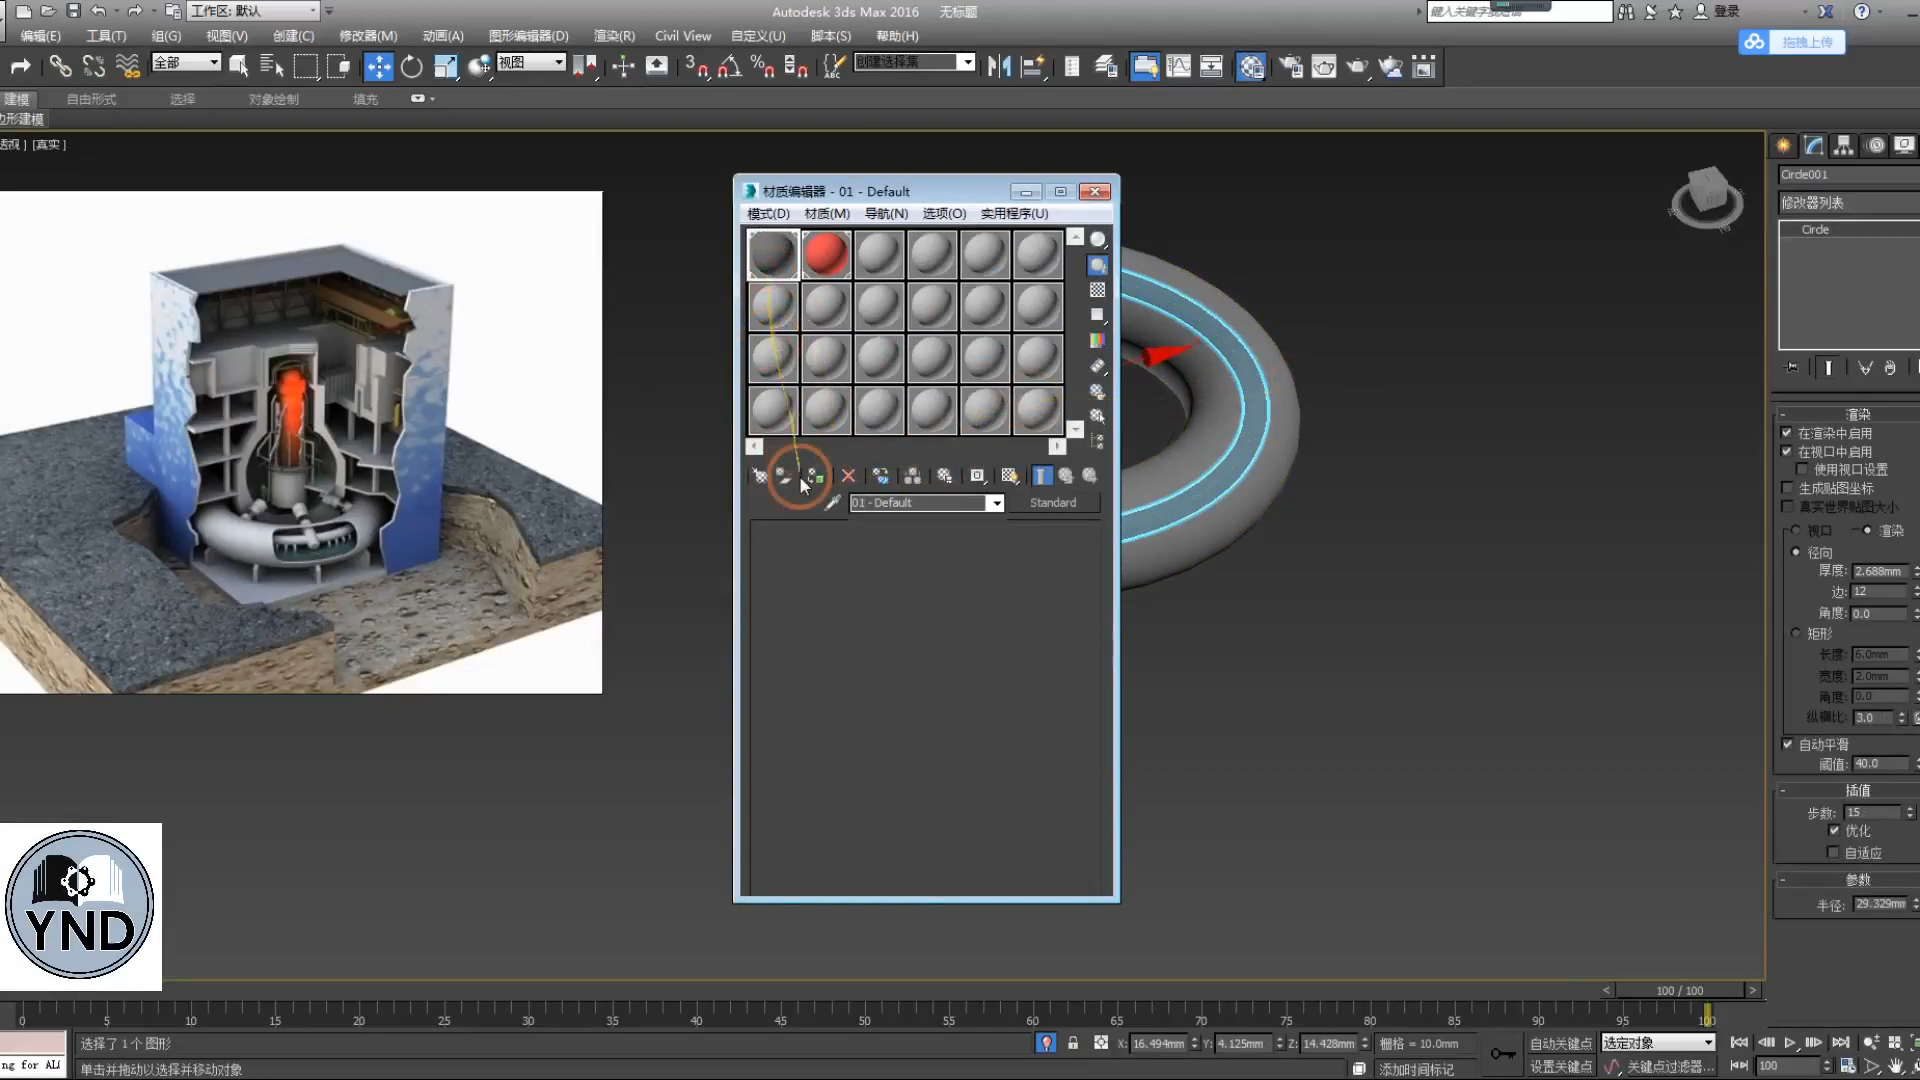 工作区: 默认
Autodesk 3ds Max 2016 无标题
登录
编辑(E) 工具(T) 组(G) 视图(V) 创建(C) 修改器(M) 动画(A) 图形编辑器(D) 渲染(R) Civil View 自定义(U) 脚本(S) 帮助(H)
拖拽上传
全部
视图
创建选择集
建模 自由形式 选择 对象绘制 填充
边形建模
[真实]
材质编辑器 - 01 - Default
模式(D) 材质(M) 导航(N) 选项(O) 实用程序(U)
01 - Default
Standard
Circle001
修改器列表
Circle
渲染
在渲染中启用
在视口中启用
使用视口设置
生成贴图坐标
真实世界贴图大小
视口 渲染
径向
厚度: 2.688mm
边: 12
角度: 0.0
矩形
长度: 6.0mm
宽度: 2.0mm
角度: 0.0
纵横比: 3.0
自动平滑
阈值: 40.0
插值
步数: 15
优化
自适应
参数
半径: 29.329mm
YND
< 100 / 100 >
0 5 10 15 20 25 30 35 40 45 50 55 60 65 70 75 80 85 90 95 100
选择了 1 个 图形
X: 16.494mm Y: 4.125mm Z: 14.428mm 栅格 = 10.0mm
自动关键点 选定对象
ng for AU
单击并拖动以选择并移动对象
添加时间标记
设置关键点 关键点过滤器...
100